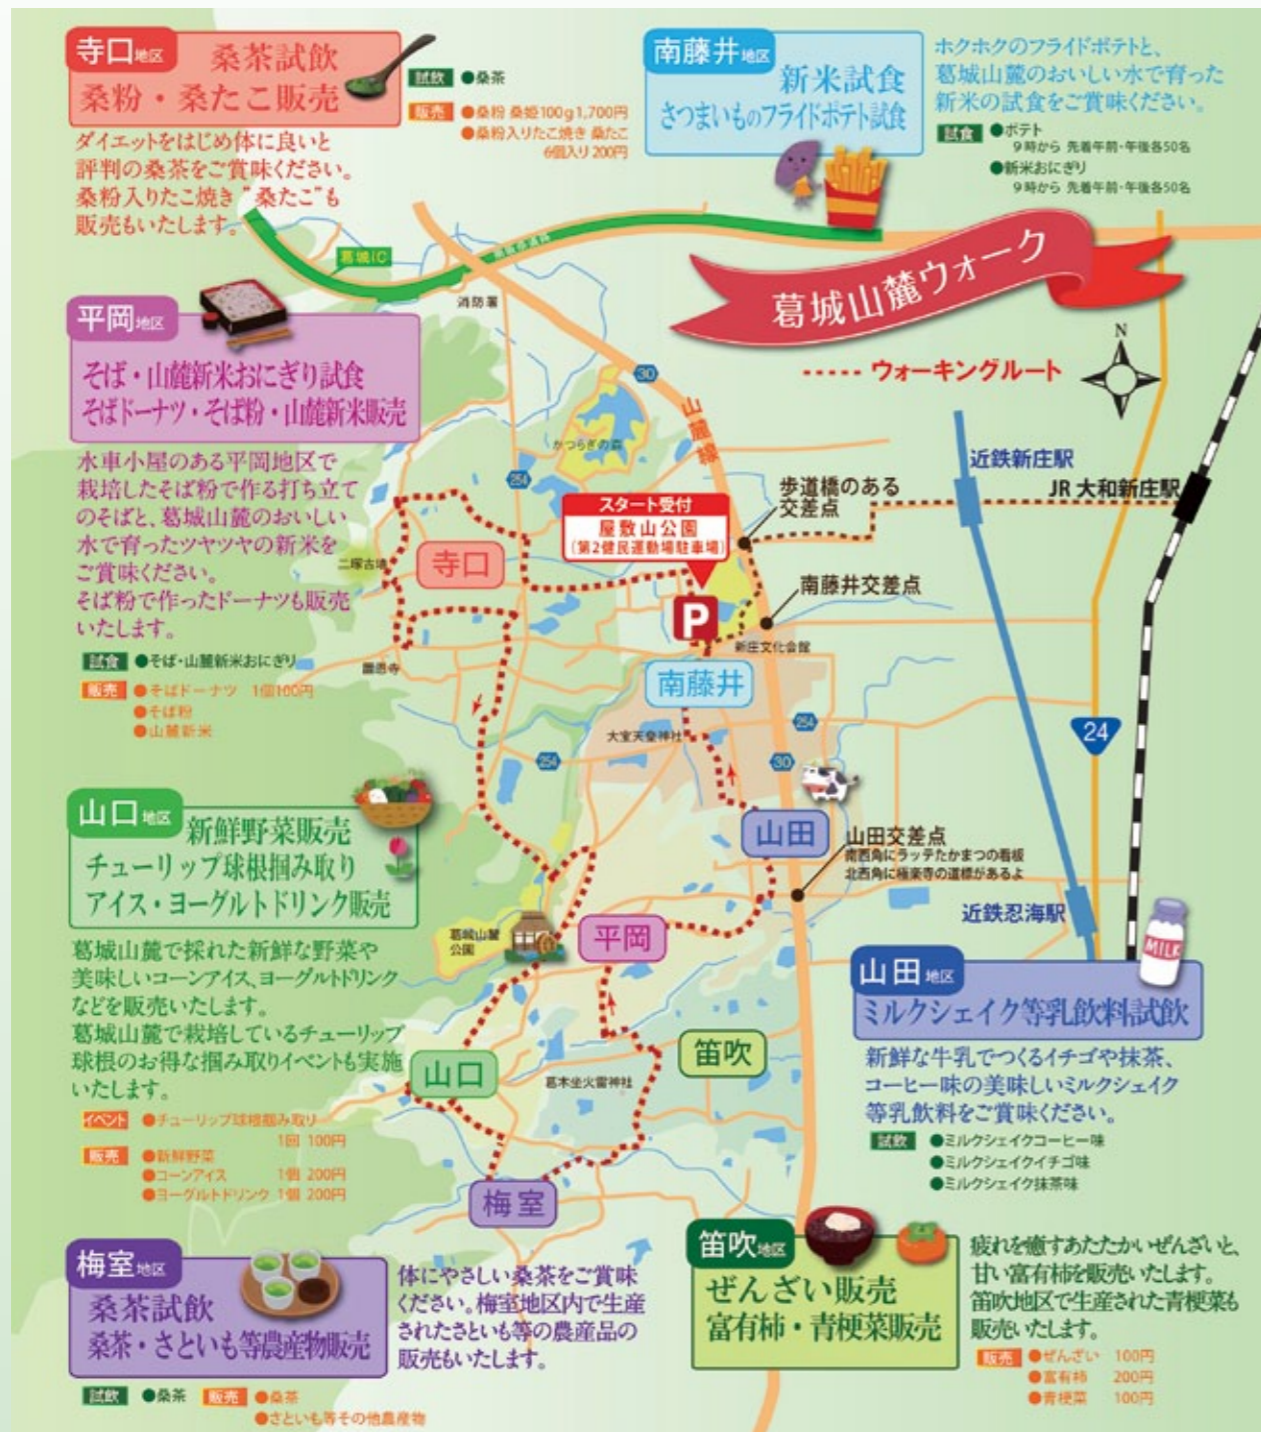 寺口地区
桑茶試飲
桑粉・桑たこ販売
試飲 ●桑茶
販売 ●桑粉 桑姫100g1,700円
●桑粉入りたこ焼き 桑たこ
6個入り200円
ダイエットをはじめ体に良いと
評判の桑茶をご賞味ください。
桑粉入りたこ焼き“桑たこ”も
販売もいたします。
南藤井地区
新米試食
さつまいものフライドポテト試食
ホクホクのフライドポテトと、
葛城山麓のおいしい水で育った
新米の試食をご賞味ください。
試食 ●ポテト
9時から 先着午前・午後各50名
●新米おにぎり
9時から 先着午前・午後各50名
葛城山麓ウォーク
N
ウォーキングルート
葛城IC
消防署
30
山麓線
かつらぎの森
254
近鉄新庄駅
JR 大和新庄駅
歩道橋のある
交差点
スタート受付
屋敷山公園
(第2健民運動場駐車場)
P
南藤井交差点
新庄文化会館
寺口
二塚古墳
置恩寺
南藤井
大宝天皇神社
254
254
30
24
山田
山田交差点
南西角にラッテたかまつの看板
北西角に極楽寺の道標があるよ
近鉄忍海駅
平岡
葛城山麓
公園
笛吹
山口
葛木坐火雷神社
梅室
平岡地区
そば・山麓新米おにぎり試食
そばドーナツ・そば粉・山麓新米販売
水車小屋のある平岡地区で
栽培したそば粉で作る打ち立て
のそばと、葛城山麓のおいしい
水で育ったツヤツヤの新米を
ご賞味ください。
そば粉で作ったドーナツも販売
いたします。
試食 ●そば・山麓新米おにぎり
販売 ●そばドーナツ 1個100円
●そば粉
●山麓新米
山口地区
新鮮野菜販売
チューリップ球根掴み取り
アイス・ヨーグルトドリンク販売
葛城山麓で採れた新鮮な野菜や
美味しいコーンアイス、ヨーグルトドリンク
などを販売いたします。
葛城山麓で栽培しているチューリップ
球根のお得な掴み取りイベントも実施
いたします。
イベント ●チューリップ球根掴み取り
1回 100円
販売 ●新鮮野菜
●コーンアイス 1個 200円
●ヨーグルトドリンク 1個 200円
山田地区
ミルクシェイク等乳飲料試飲
MILK
新鮮な牛乳でつくるイチゴや抹茶、
コーヒー味の美味しいミルクシェイク
等乳飲料をご賞味ください。
試飲 ●ミルクシェイクコーヒー味
●ミルクシェイクイチゴ味
●ミルクシェイク抹茶味
梅室地区
桑茶試飲
桑茶・さといも等農産物販売
体にやさしい桑茶をご賞味
ください。梅室地区内で生産
されたさといも等の農産品の
販売もいたします。
試飲 ●桑茶 販売 ●桑茶
●さといも等その他農産物
笛吹地区
ぜんざい販売
富有柿・青梗菜販売
疲れを癒すあたたかいぜんざいと、
甘い富有柿を販売いたします。
笛吹地区で生産された青梗菜も
販売いたします。
販売 ●ぜんざい 100円
●富有柿 200円
●青梗菜 100円